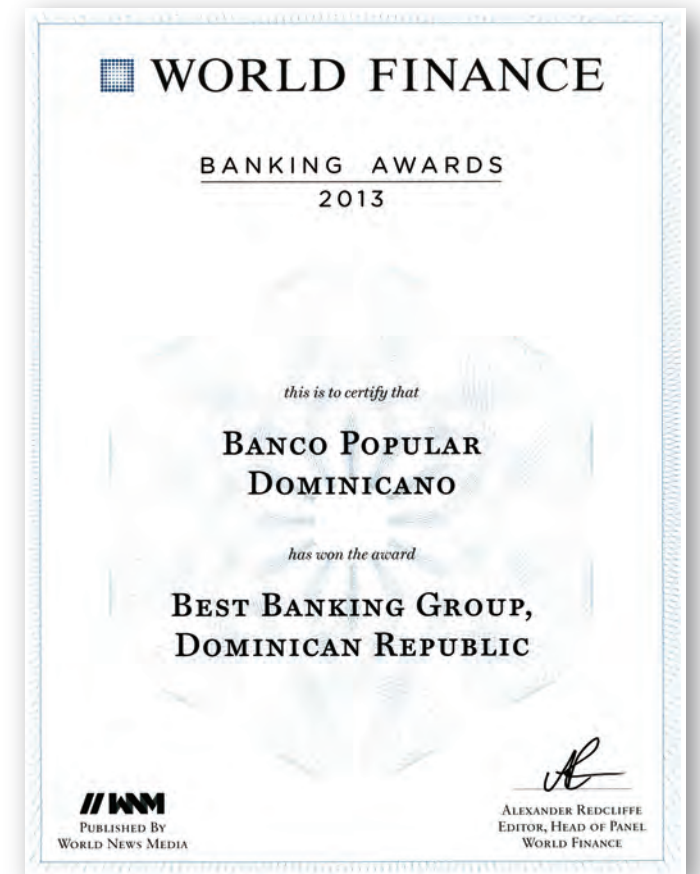 WORLD FINANCE
BANKING AWARDS
2013
this is to certify that
BANCO POPULAR
DOMINICANO
has won the award
BEST BANKING GROUP,
DOMINICAN REPUBLIC
WNM
PUBLISHED BY
WORLD NEWS MEDIA
ALEXANDER REDCLIFFE
EDITOR, HEAD OF PANEL
WORLD FINANCE